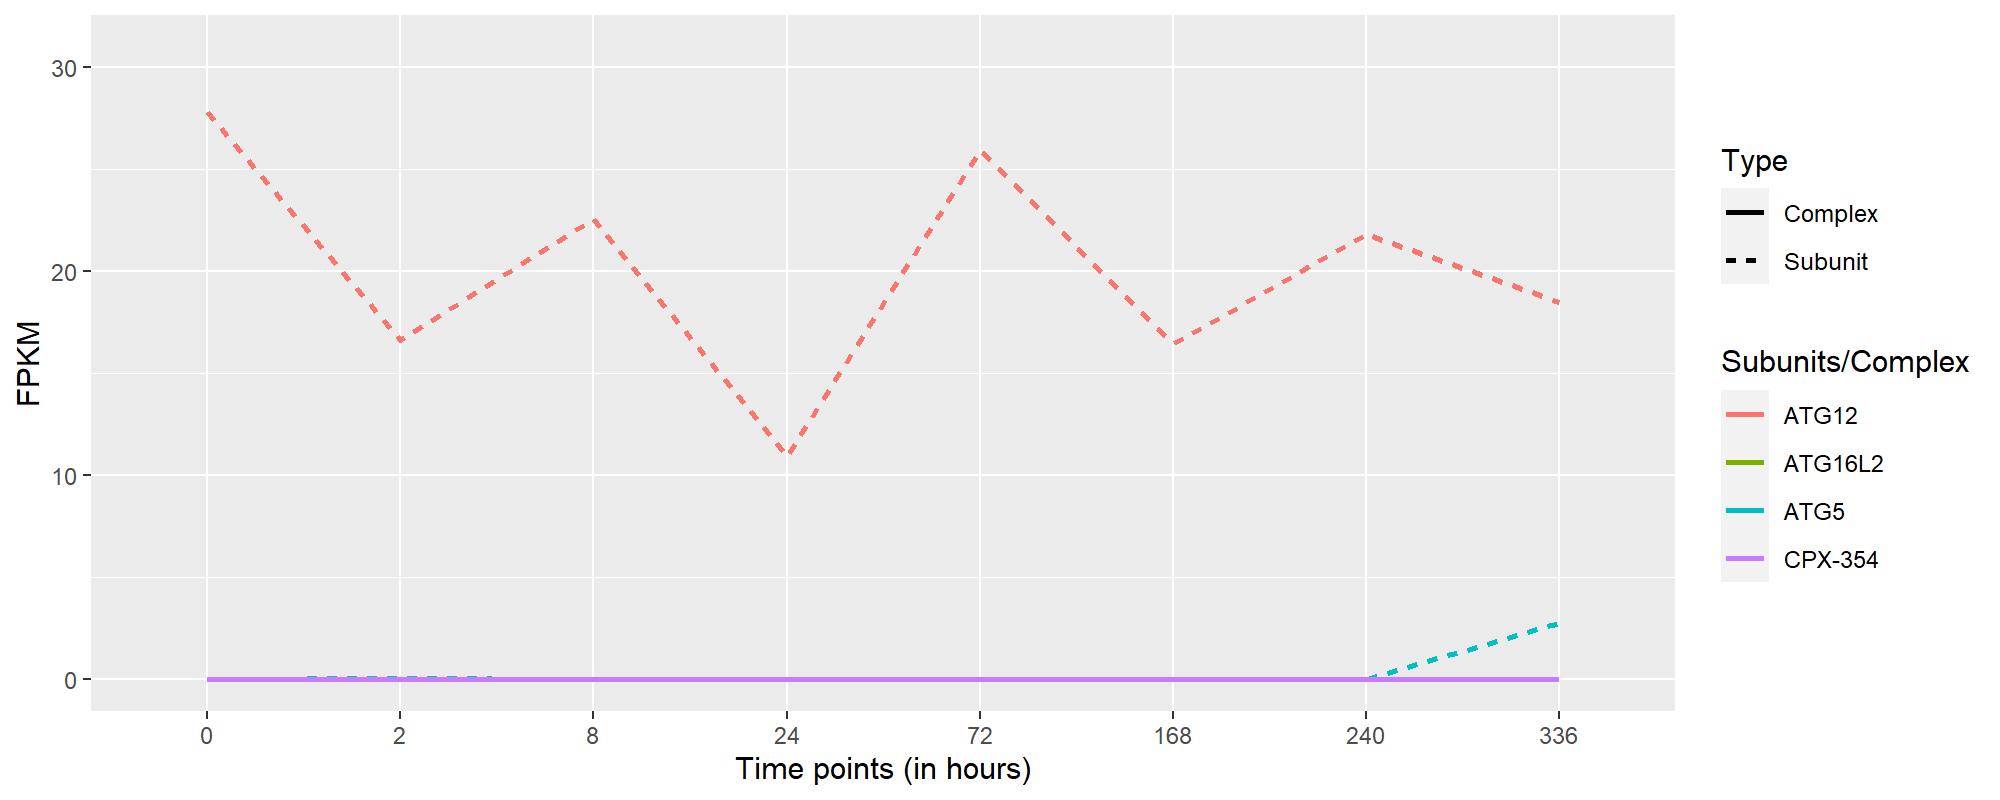 30
20
10
0
FPKM
0 2 8 24 72 168 240 336
Time points (in hours)
Type
Complex
Subunit
Subunits/Complex
ATG12
ATG16L2
ATG5
CPX-354